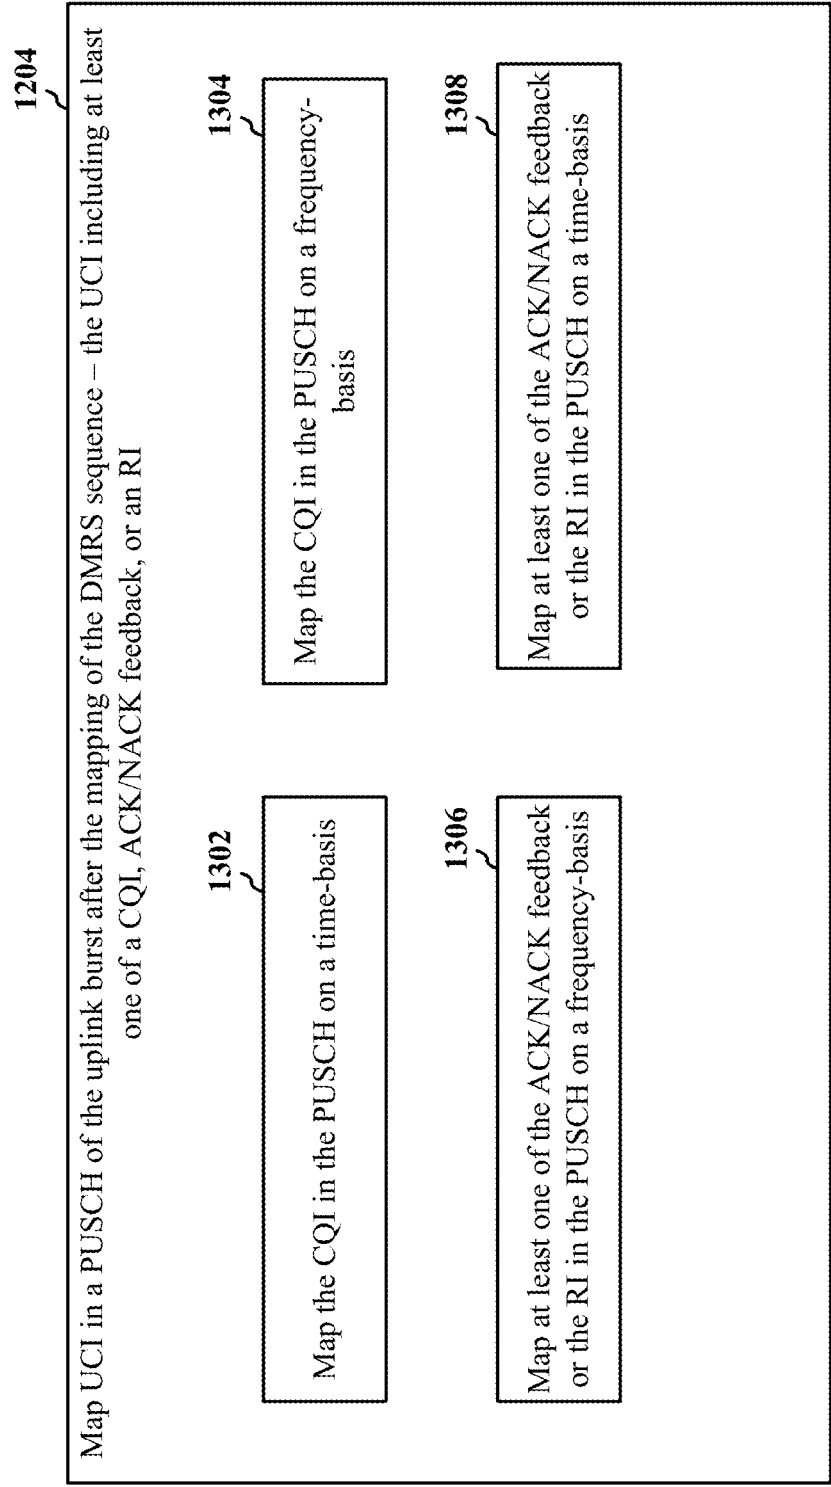 1204
Map UCI in a PUSCH of the uplink burst after the mapping of the DMRS sequence – the UCI including at least
one of a CQI, ACK/NACK feedback, or an RI
1302
Map the CQI in the PUSCH on a time-basis
1304
Map the CQI in the PUSCH on a frequency-
basis
1306
Map at least one of the ACK/NACK feedback
or the RI in the PUSCH on a frequency-basis
1308
Map at least one of the ACK/NACK feedback
or the RI in the PUSCH on a time-basis